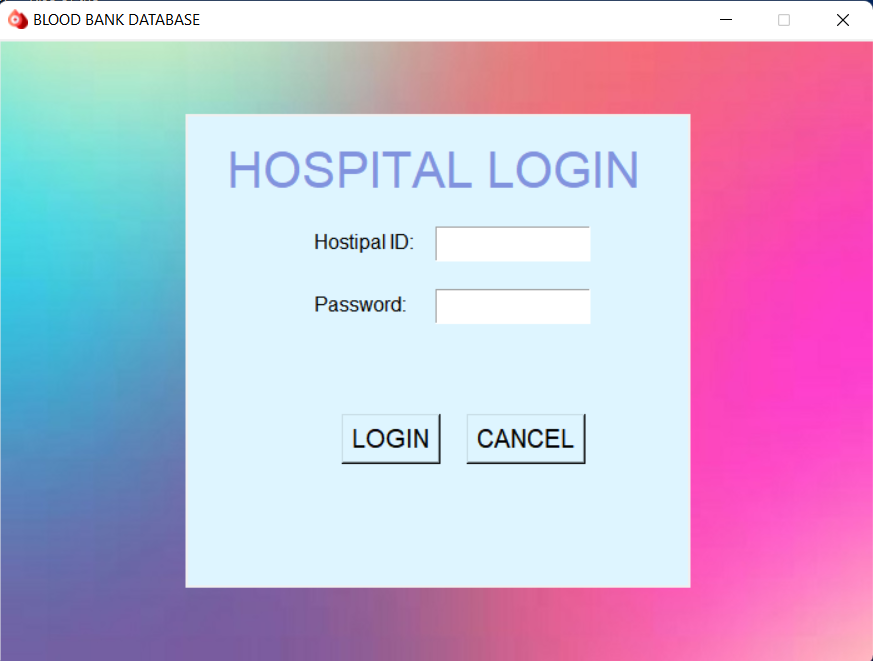 BLOOD BANK DATABASE
HOSPITAL LOGIN
Hostipal ID:
Password:
LOGIN CANCEL